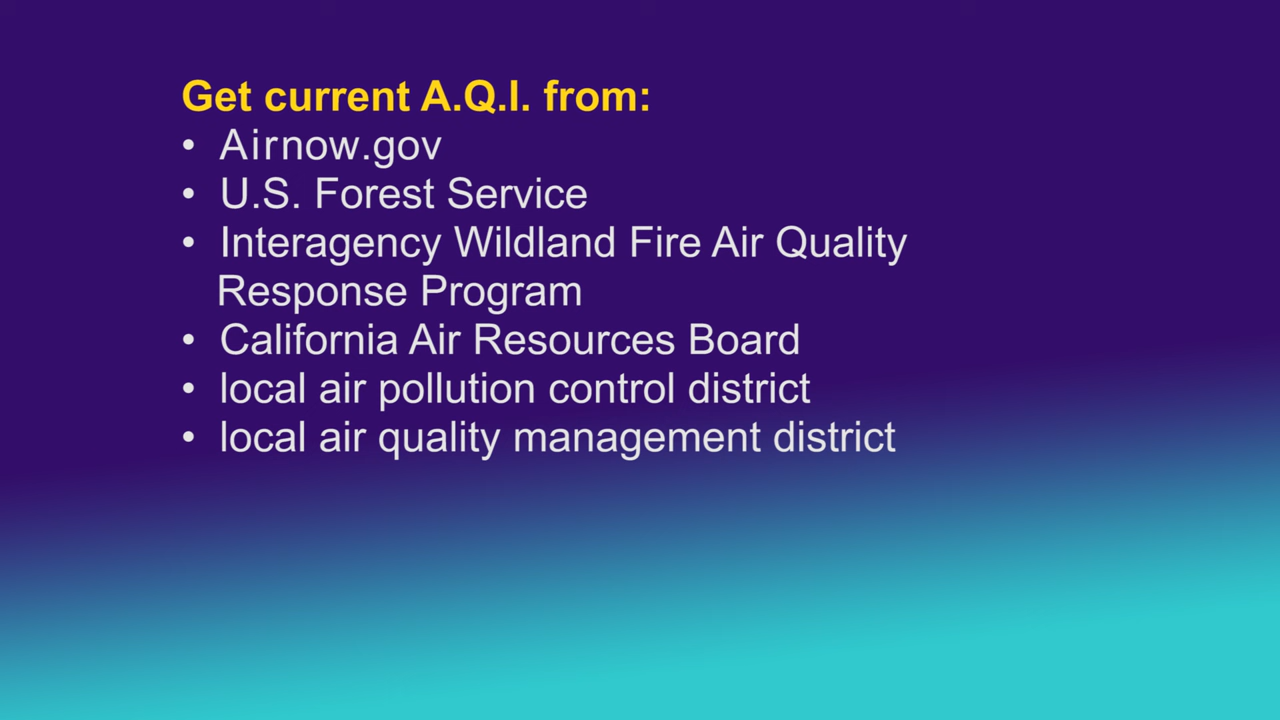 Get current A.Q.I. from:
• Airnow.gov
• U.S. Forest Service
• Interagency Wildland Fire Air Quality
Response Program
• California Air Resources Board
• local air pollution control district
• local air quality management district